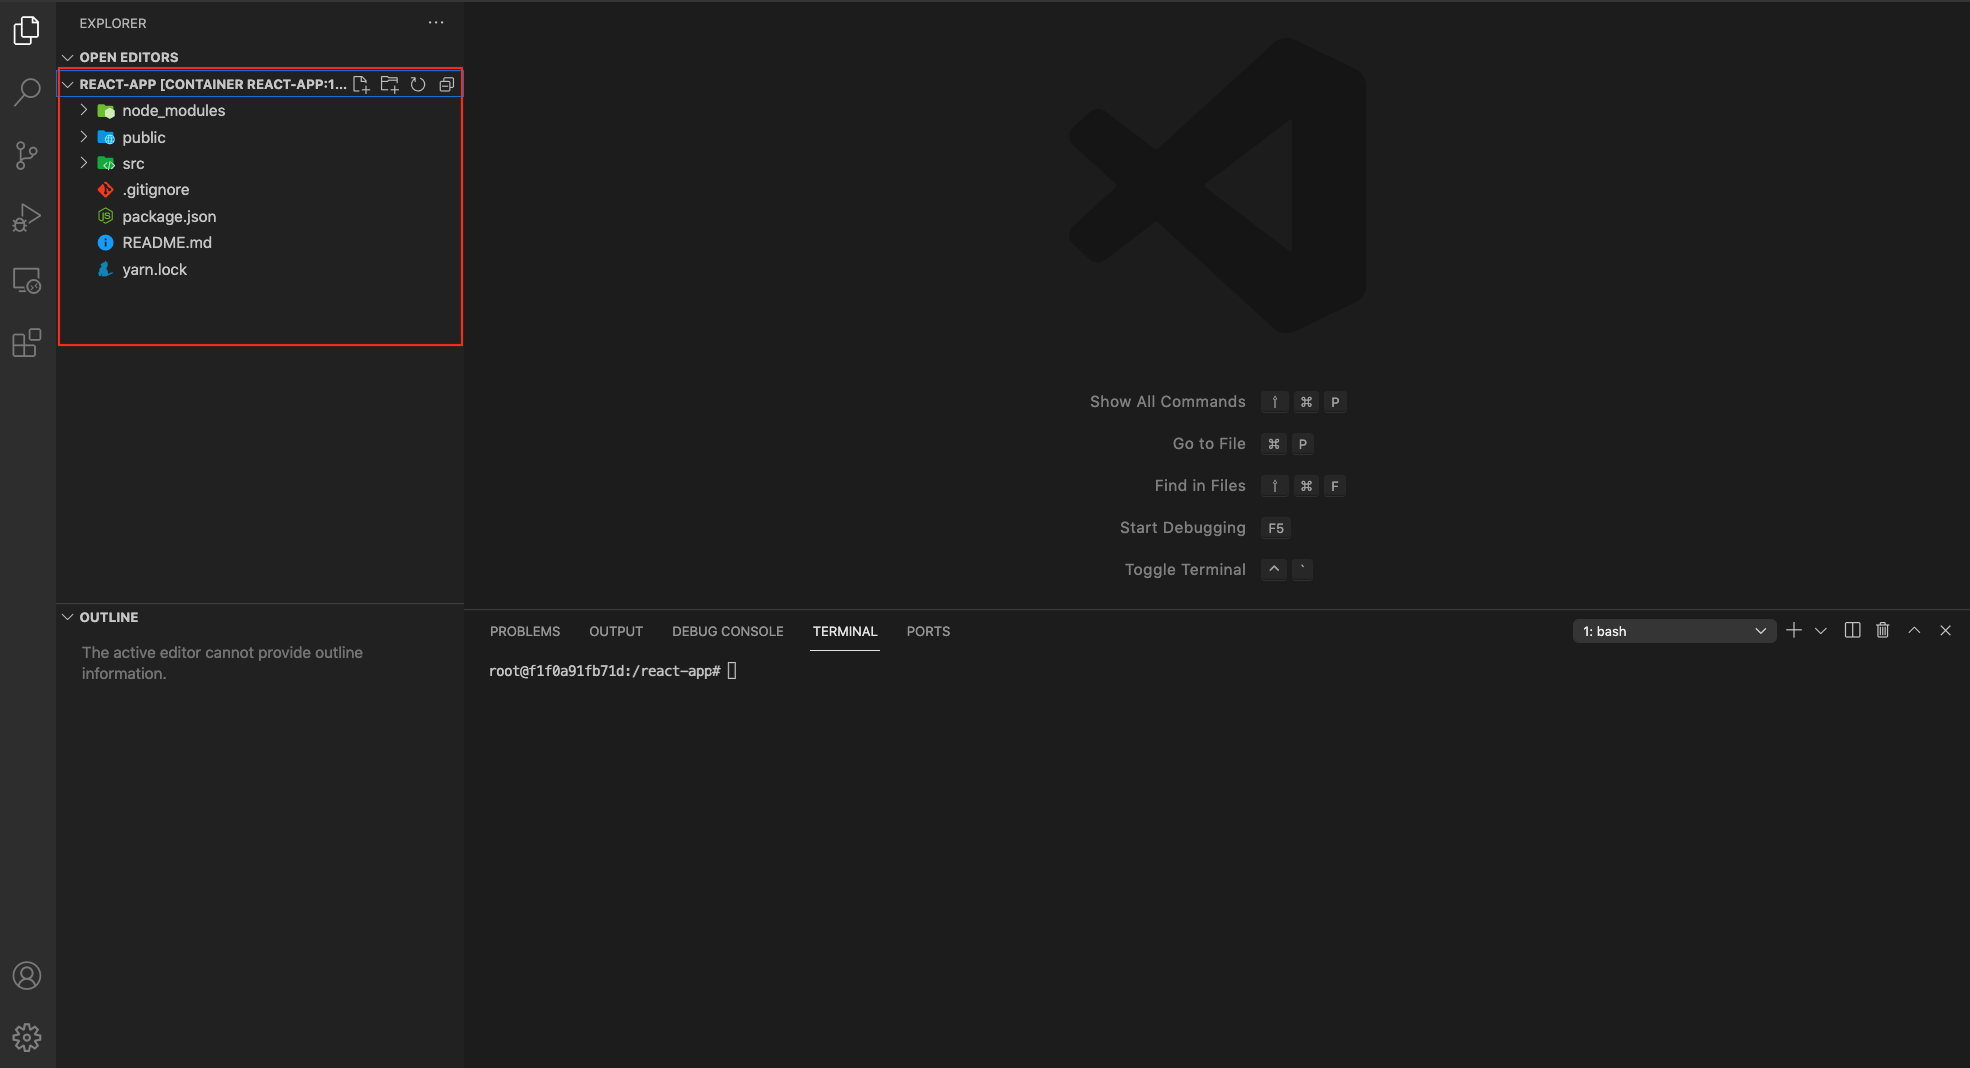 EXPLORER
OPEN EDITORS
REACT-APP [CONTAINER REACT-APP:1...
node_modules
public
src
.gitignore
package.json
README.md
yarn.lock
Show All Commands ⇧ ⌘ P
Go to File ⌘ P
Find in Files ⇧ ⌘ F
Start Debugging F5
Toggle Terminal ^ `
OUTLINE
The active editor cannot provide outline
information.
PROBLEMS OUTPUT DEBUG CONSOLE TERMINAL PORTS
1: bash
root@f1f0a91fb71d:/react-app#